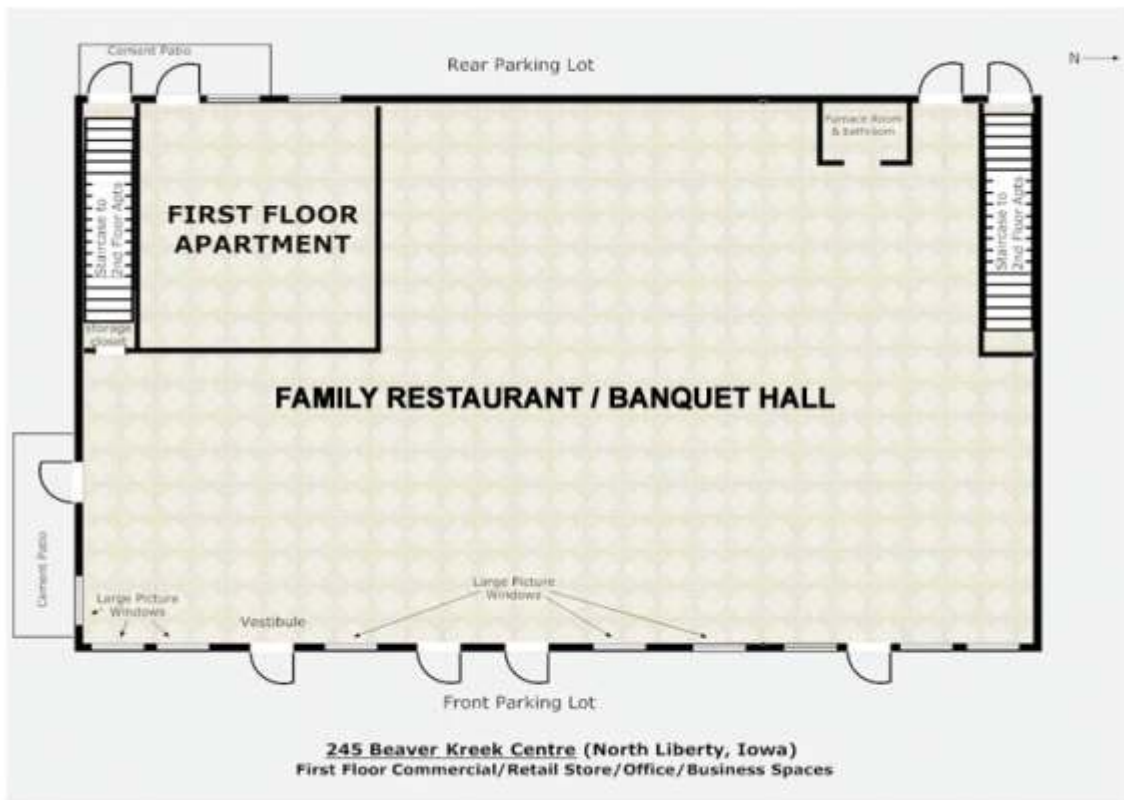 Cement Patio
Rear Parking Lot
N
Furnace Room
& Bathroom
Staircase to
2nd Floor Apts
FIRST FLOOR
APARTMENT
Staircase to
2nd Floor Apts
storage
closet
FAMILY RESTAURANT / BANQUET HALL
Cement Patio
Large Picture
Windows
Large Picture
Windows
Vestibule
Front Parking Lot
245 Beaver Kreek Centre (North Liberty, Iowa)
First Floor Commercial/Retail Store/Office/Business Spaces